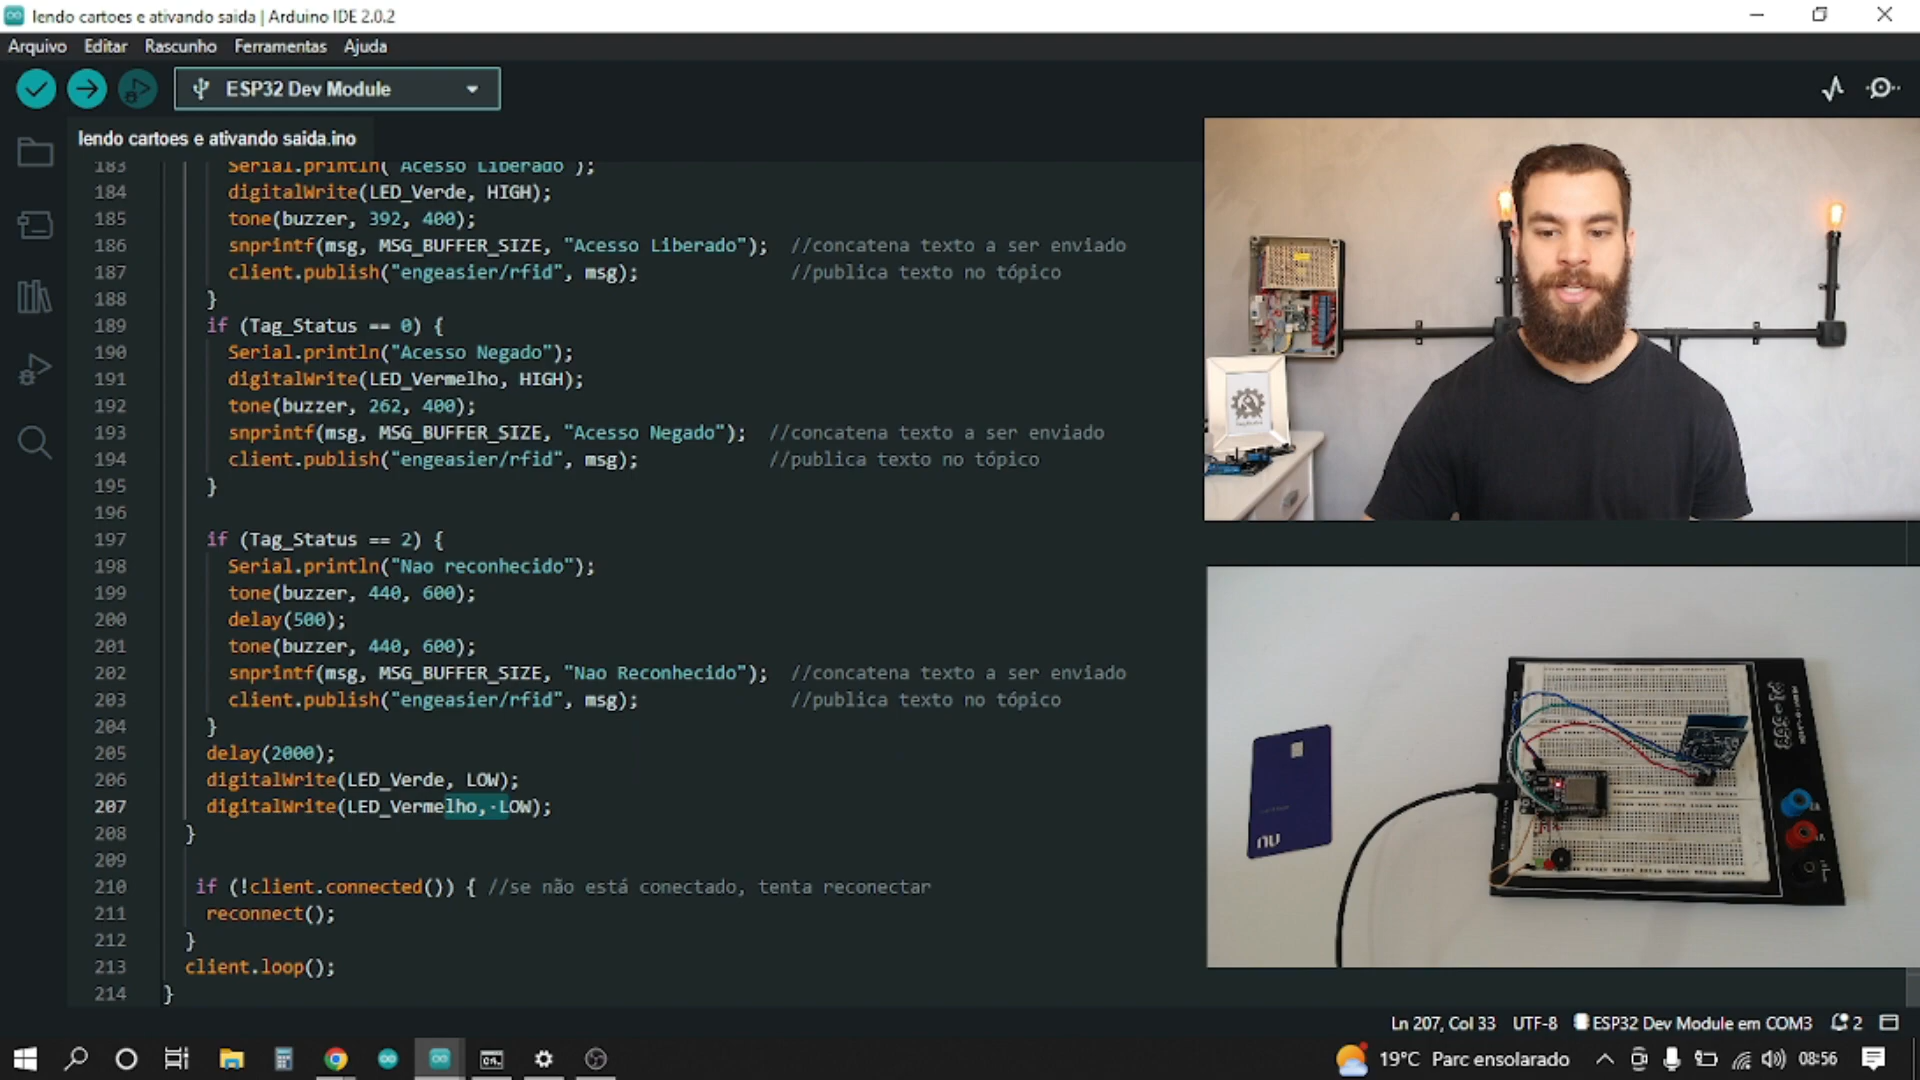 lendo cartoes e ativando saida | Arduino IDE 2.0.2
Arquivo Editar Rascunho Ferramentas Ajuda
ESP32 Dev Module
lendo cartoes e ativando saida.ino
183 Serial.println("Acesso Liberado");
184 digitalWrite(LED_Verde, HIGH);
185 tone(buzzer, 392, 400);
186 snprintf(msg, MSG_BUFFER_SIZE, "Acesso Liberado"); //concatena texto a ser enviado
187 client.publish("engeasier/rfid", msg); //publica texto no tópico
188 }
189 if (Tag_Status == 0) {
190 Serial.println("Acesso Negado");
191 digitalWrite(LED_Vermelho, HIGH);
192 tone(buzzer, 262, 400);
193 snprintf(msg, MSG_BUFFER_SIZE, "Acesso Negado"); //concatena texto a ser enviado
194 client.publish("engeasier/rfid", msg); //publica texto no tópico
195 }
196
197 if (Tag_Status == 2) {
198 Serial.println("Nao reconhecido");
199 tone(buzzer, 440, 600);
200 delay(500);
201 tone(buzzer, 440, 600);
202 snprintf(msg, MSG_BUFFER_SIZE, "Nao Reconhecido"); //concatena texto a ser enviado
203 client.publish("engeasier/rfid", msg); //publica texto no tópico
204 }
205 delay(2000);
206 digitalWrite(LED_Verde, LOW);
207 digitalWrite(LED_Vermelho, LOW);
208 }
209
210 if (!client.connected()) { //se não está conectado, tenta reconectar
211 reconnect();
212 }
213 client.loop();
214 }
nu
Ln 207, Col 33 UTF-8 ESP32 Dev Module em COM3 2
19°C Parc ensolarado 08:56